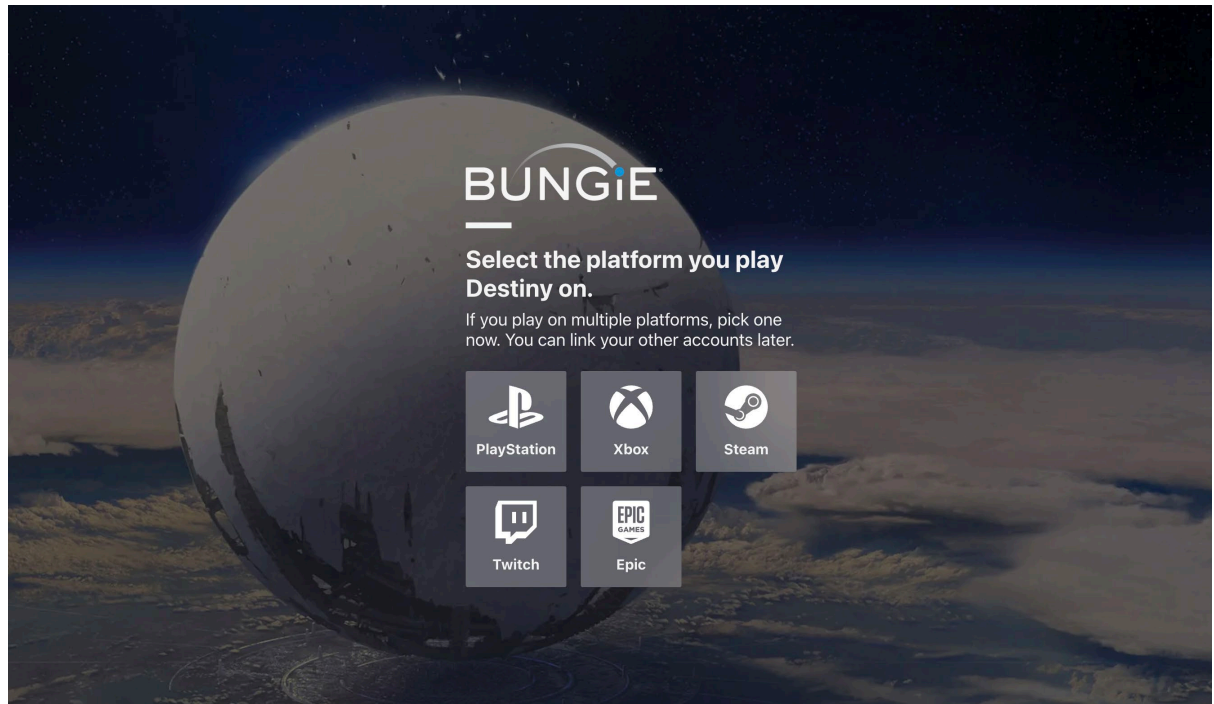 BUNGiE
Select the platform you play
Destiny on.
If you play on multiple platforms, pick one
now. You can link your other accounts later.
PlayStation
Xbox
Steam
Twitch
EPIC
GAMES
Epic